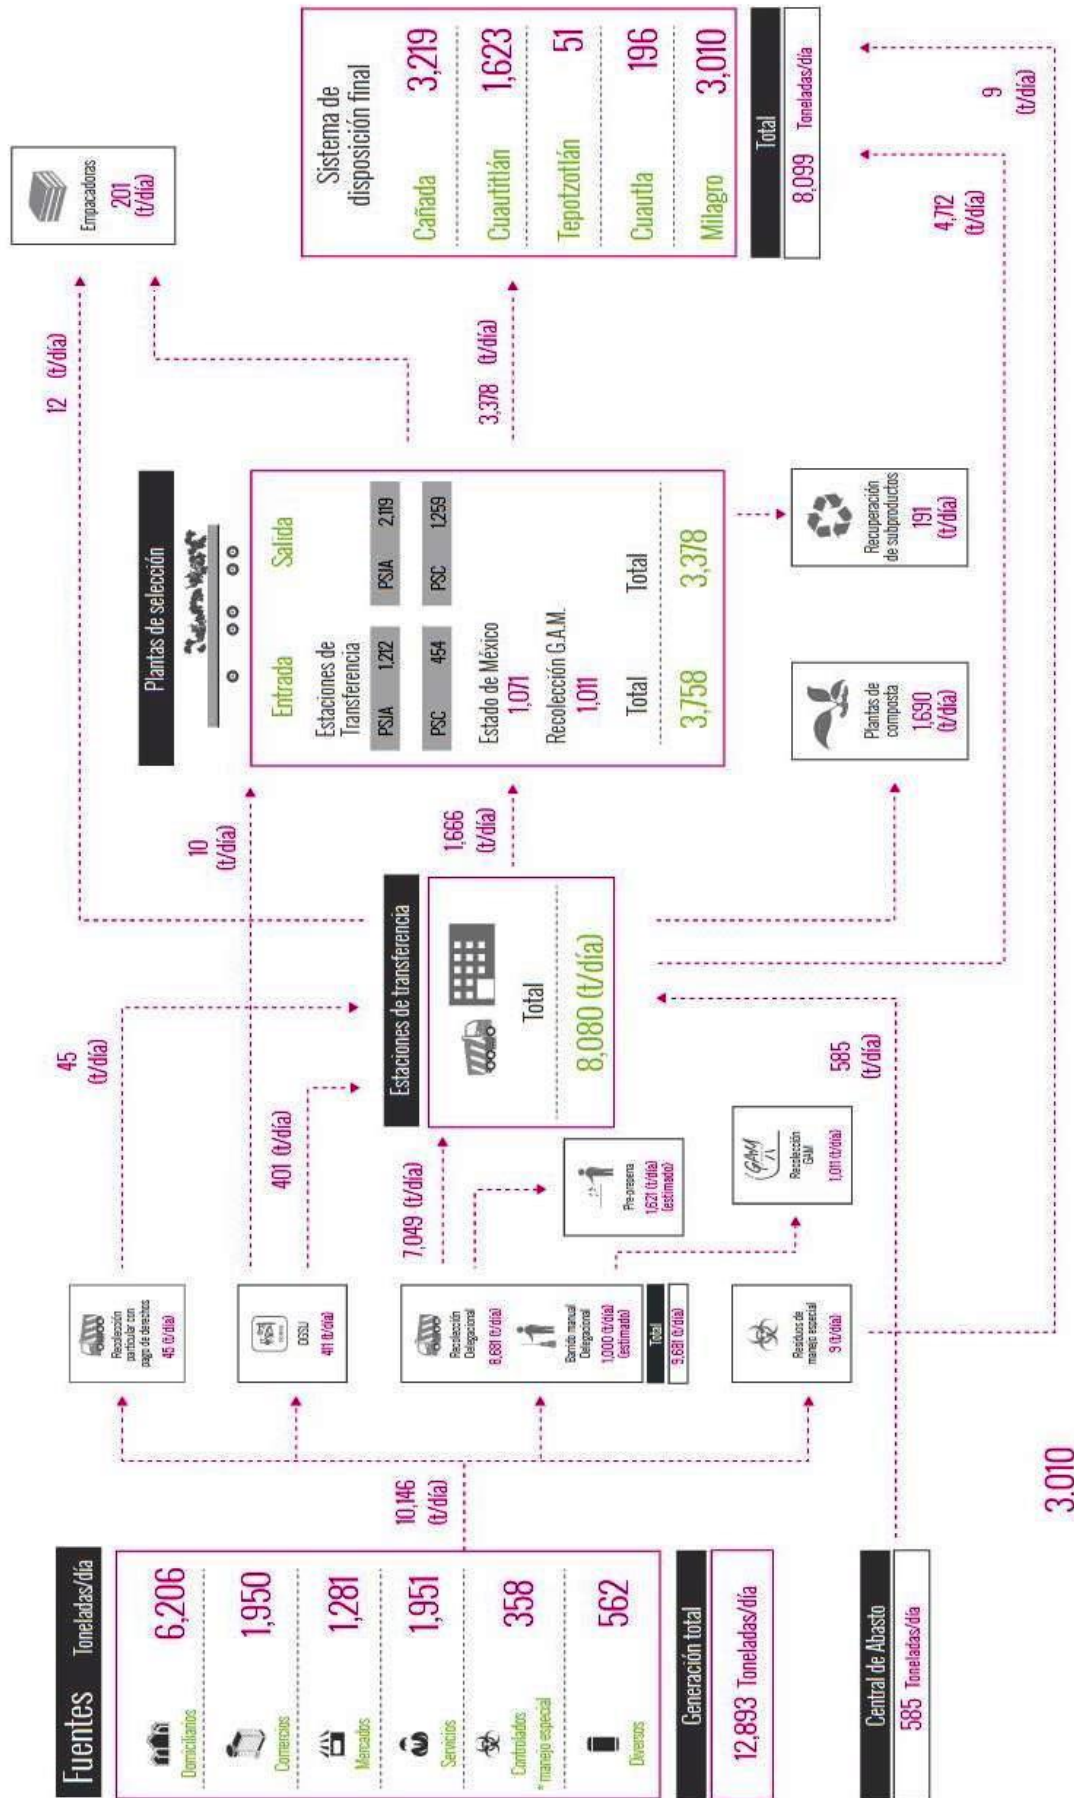 Fuentes Toneladas/día
Domiciliarios 6,206
Comercios 1,950
Mercados 1,281
Servicios 1,951
Controlados
* manejo especial 358
Diversos 562
Generación total
12,893 Toneladas/día
Central de Abasto
585 Toneladas/día
10,146
(t/día)
Recolección
particular con
pago de derechos
45 (t/día)
DGSU
411 (t/día)
Recolección
Delegacional
8,681 (t/día)
Barrido manual
Delegacional
1,000 (t/día)
(estimado)
Total
9,681 (t/día)
Residuos de
manejo especial
9 (t/día)
45
(t/día)
401 (t/día)
7,049 (t/día)
Pre-pepena
1,621 (t/día)
(estimado)
GAM
Recolección
GAM
1,011 (t/día)
585
(t/día)
Estaciones de transferencia
Total
8,080 (t/día)
12 (t/día)
10
(t/día)
1,666
(t/día)
Plantas de selección
Entrada Salida
Estaciones de
Transferencia
PSJA 1,212 PSJA 2,119
PSC 454 PSC 1,259
Estado de México
1,071
Recolección G.A.M.
1,011
Total Total
3,758 3,378
Plantas de
composta
1,690
(t/día)
Recuperación
de subproductos
191
(t/día)
3,378 (t/día)
Empacadoras
201
(t/día)
Sistema de
disposición final
Cañada 3,219
Cuautitlán 1,623
Tepotzotlán 51
Cuautla 196
Milagro 3,010
Total
8,099 Toneladas/día
4,712
(t/día)
9
(t/día)
3.010